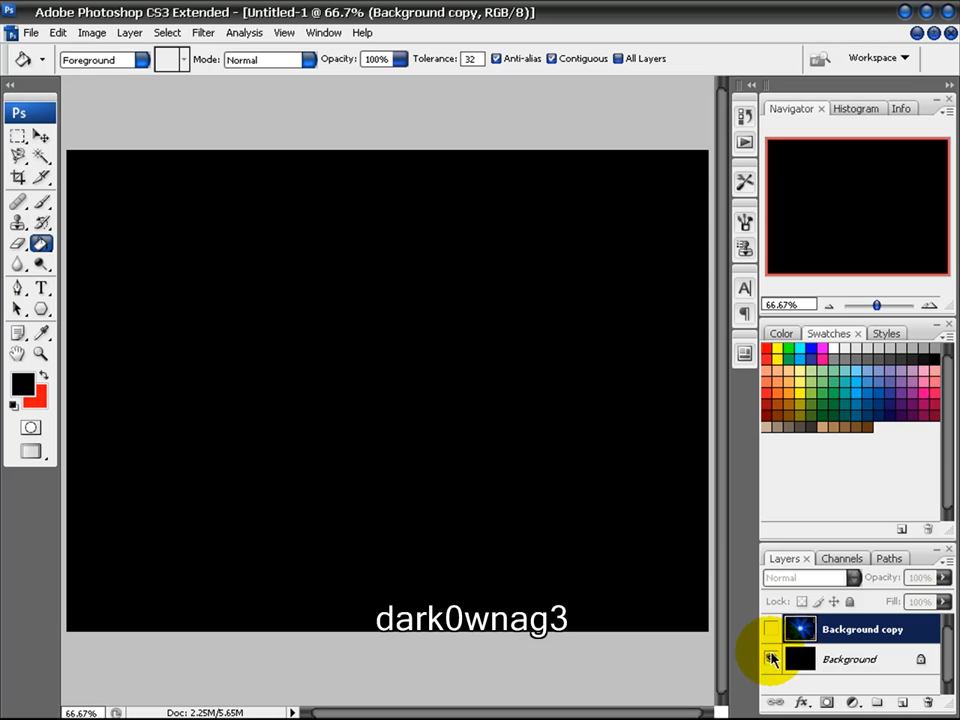 Adobe Photoshop CS3 Extended - [Untitled-1 @ 66.7% (Background copy, RGB/8)]
File Edit Image Layer Select Filter Analysis View Window Help
Foreground Mode: Normal Opacity: 100% Tolerance: 32 Anti-alias Contiguous All Layers Workspace
Ps
Navigator Histogram Info
66.67%
Color Swatches Styles
Layers Channels Paths
Normal Opacity: 100%
Lock: Fill: 100%
Background copy
Background
dark0wnag3
66.67% Doc: 2.25M/5.65M